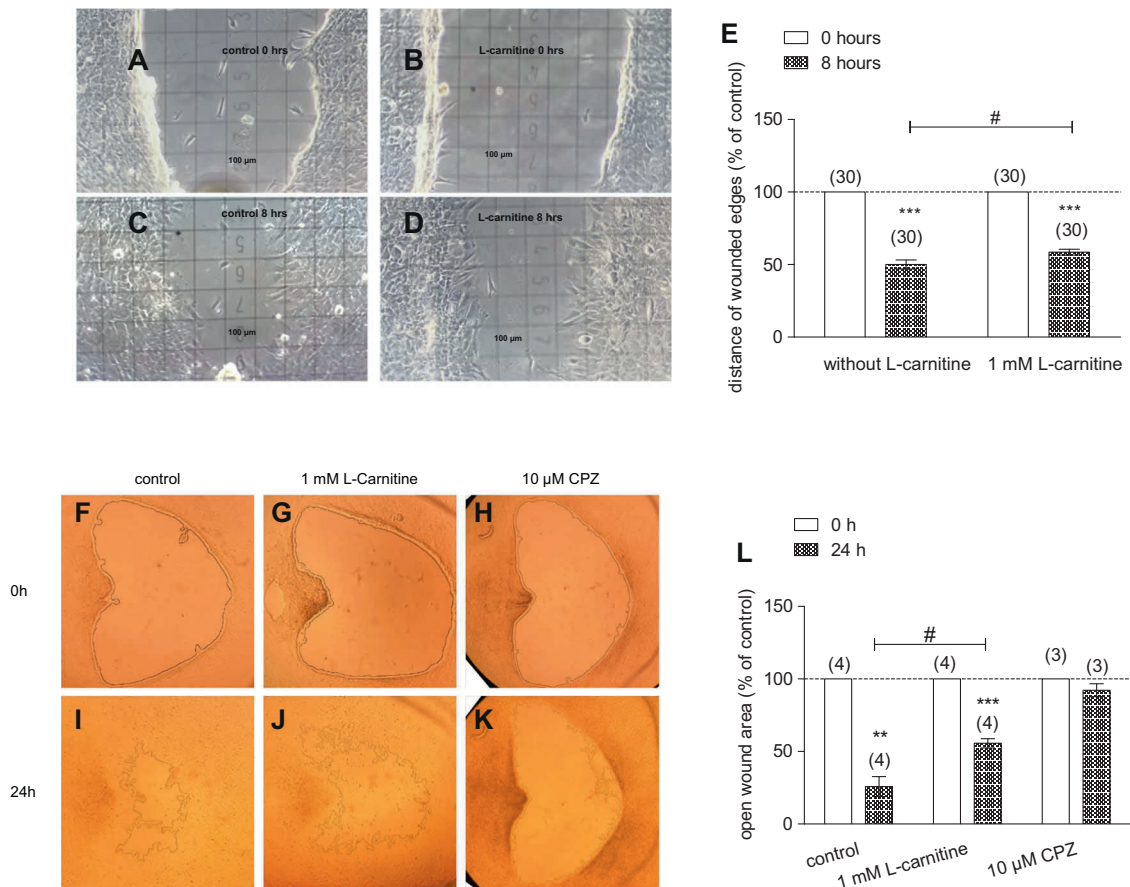 A
control 0 hrs
100 µm
B
L-carnitine 0 hrs
100 µm
C
control 8 hrs
5
6
7
100 µm
D
L-carnitine 8 hrs
100 µm
E
0 hours
8 hours
distance of wounded edges (% of control)
150
100
50
0
#
(30)
(30)
***
(30)
***
(30)
without L-carnitine
1 mM L-carnitine
control
1 mM L-Carnitine
10 µM CPZ
0h
F
G
H
24h
I
J
K
L
0 h
24 h
open wound area (% of control)
150
100
50
0
#
(4)
(4)
(3)
(3)
**
(4)
***
(4)
control
1 mM L-carnitine
10 µM CPZ